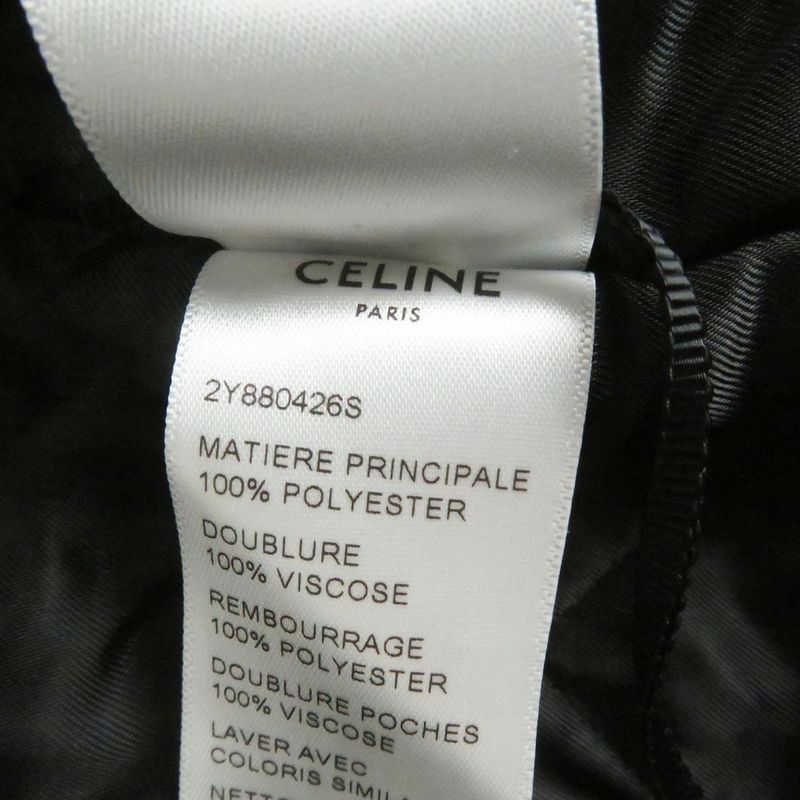 CELINE
PARIS
2Y880426S
MATIERE PRINCIPALE
100% POLYESTER
DOUBLURE
100% VISCOSE
REMBOURRAGE
100% POLYESTER
DOUBLURE POCHES
100% VISCOSE
LAVER AVEC
COLORIS